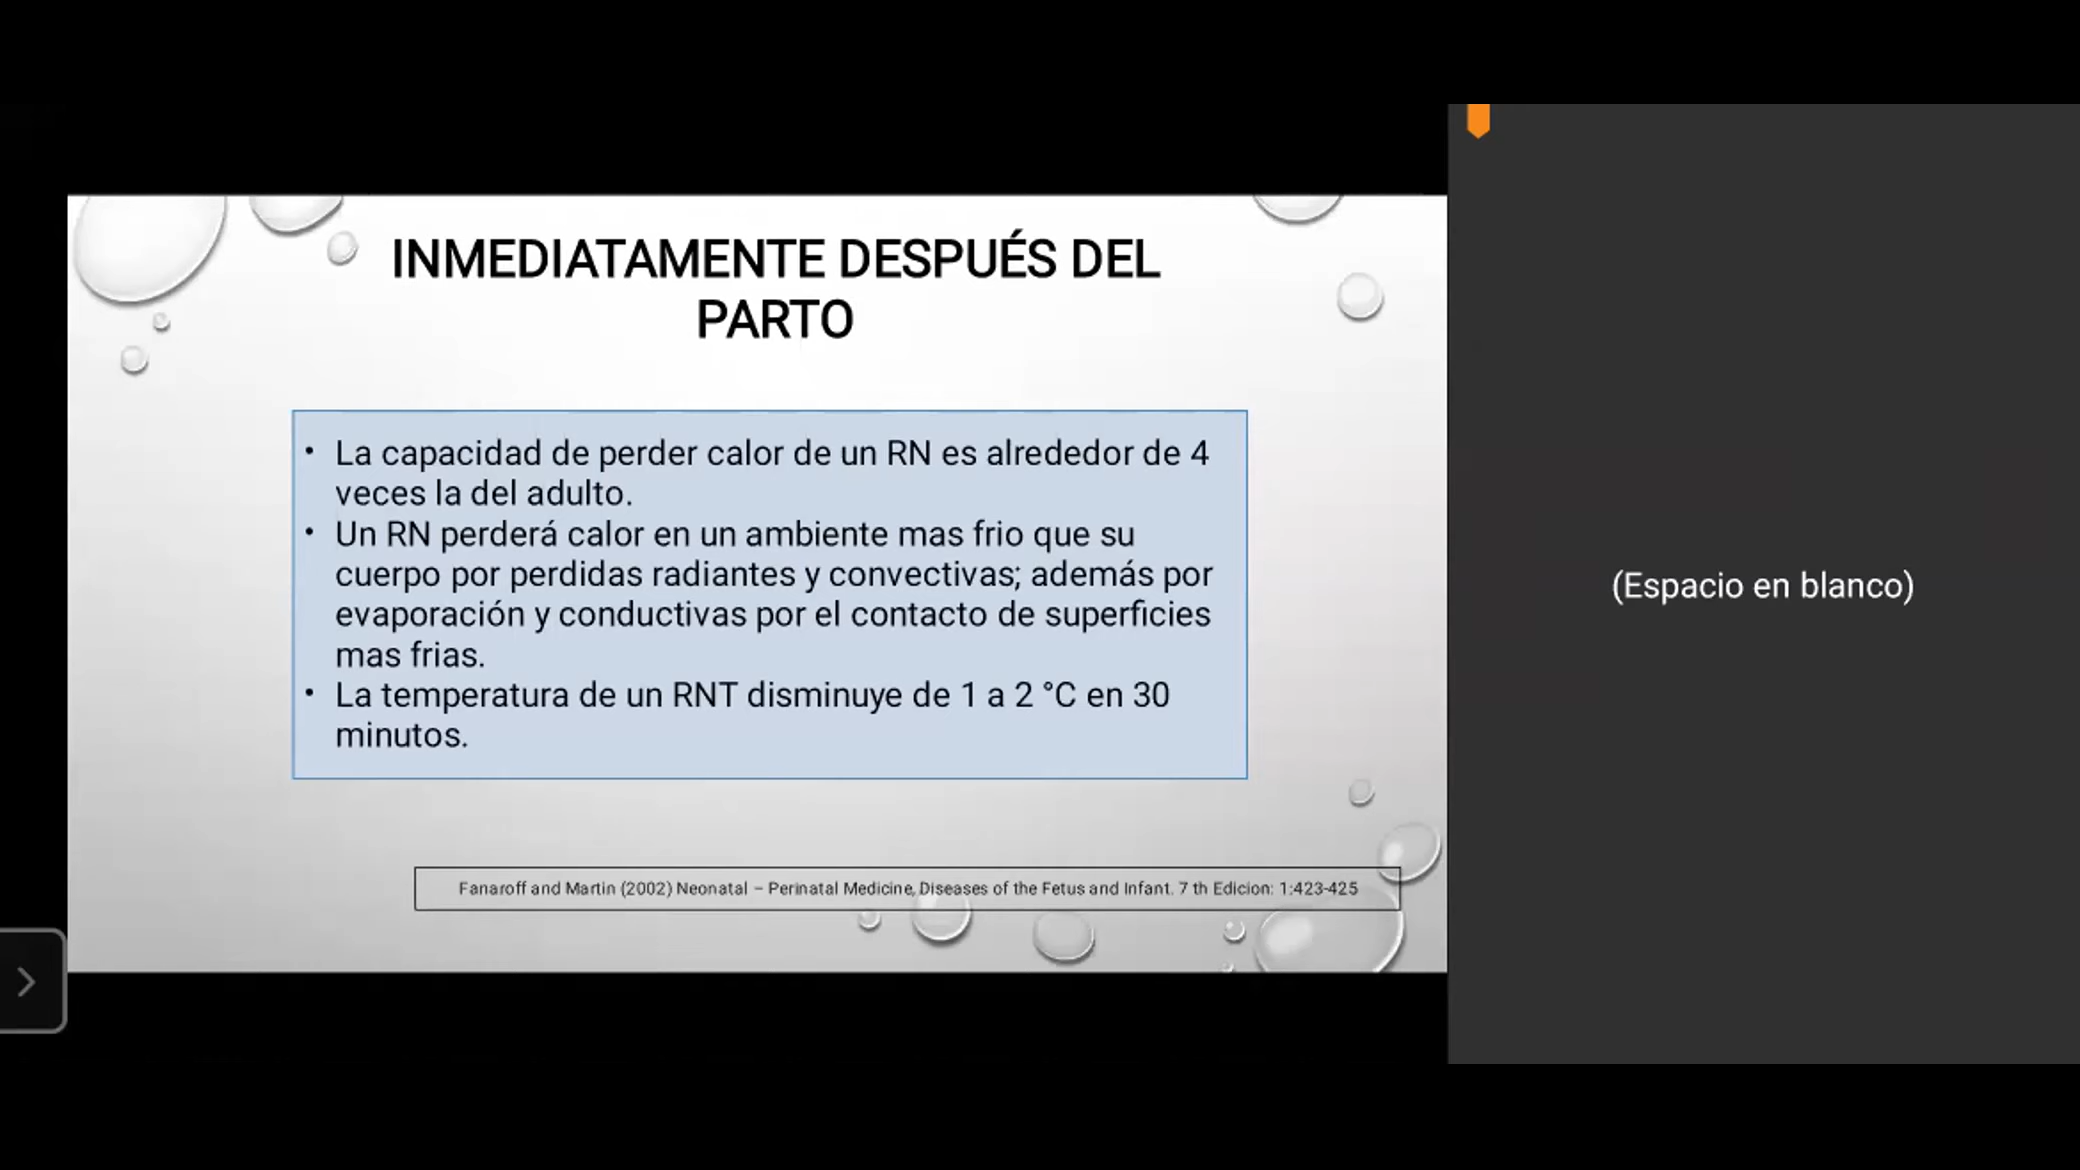 INMEDIATAMENTE DESPUÉS DEL
PARTO
• La capacidad de perder calor de un RN es alrededor de 4
veces la del adulto.
• Un RN perderá calor en un ambiente mas frio que su
cuerpo por perdidas radiantes y convectivas; además por
evaporación y conductivas por el contacto de superficies
mas frias.
• La temperatura de un RNT disminuye de 1 a 2 °C en 30
minutos.
Fanaroff and Martin (2002) Neonatal – Perinatal Medicine, Diseases of the Fetus and Infant. 7 th Edicion: 1:423-425
(Espacio en blanco)